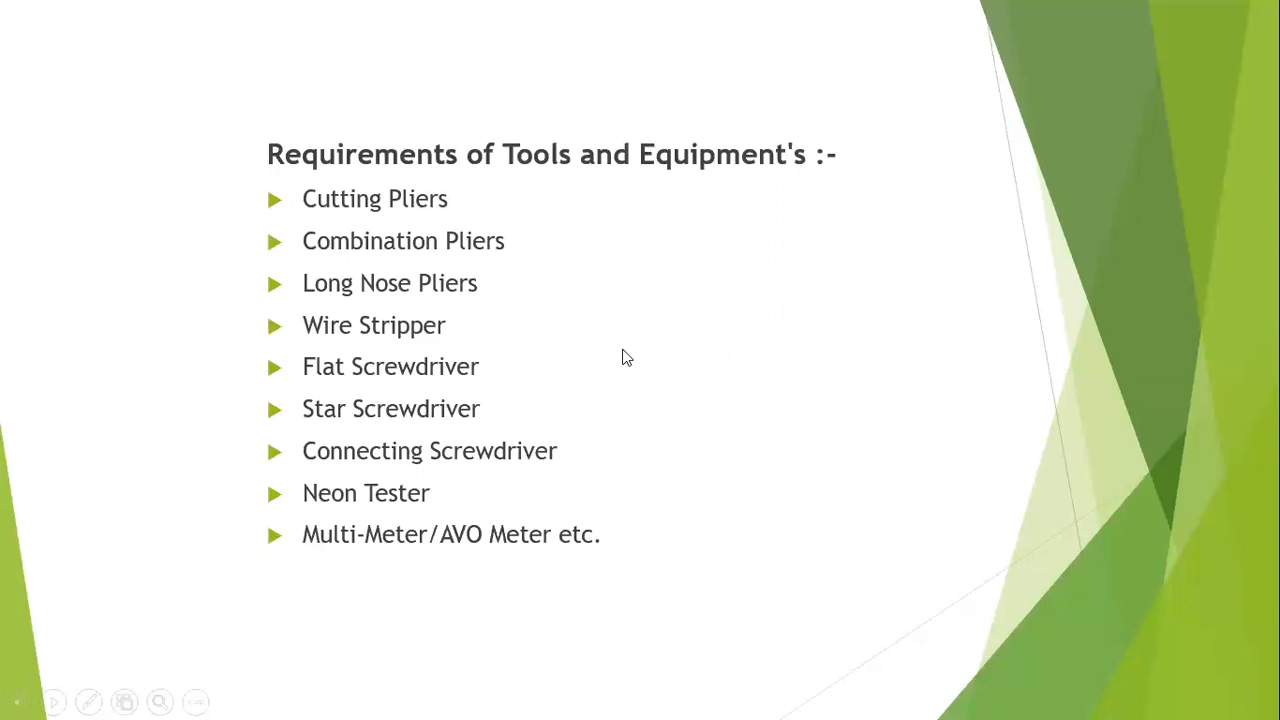 Requirements of Tools and Equipment's :-
Cutting Pliers
Combination Pliers
Long Nose Pliers
Wire Stripper
Flat Screwdriver
Star Screwdriver
Connecting Screwdriver
Neon Tester
Multi-Meter/AVO Meter etc.